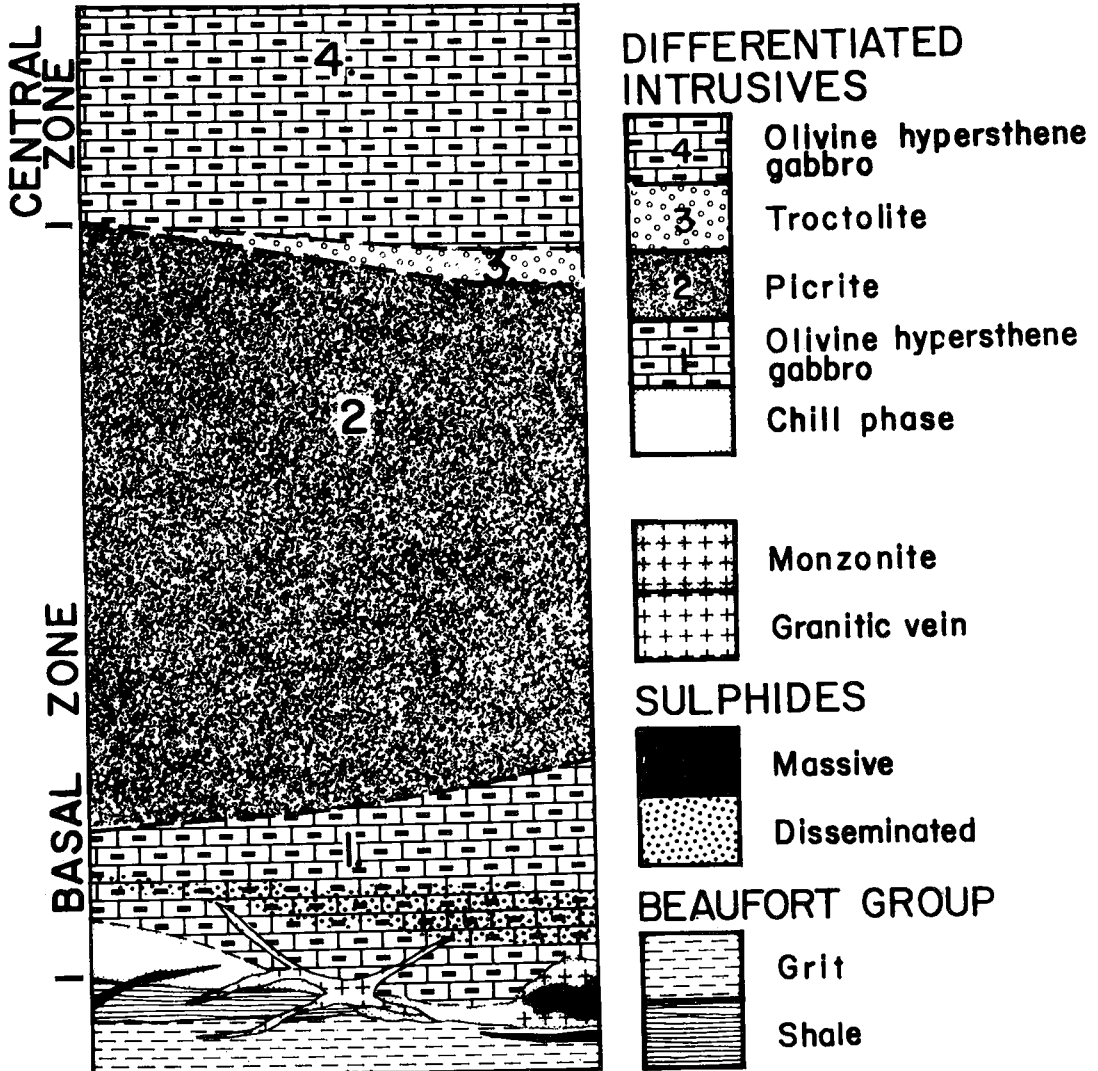 CENTRAL
ZONE
BASAL ZONE
4.
3
2
1.
DIFFERENTIATED
INTRUSIVES
4
Olivine hypersthene
gabbro
3
Troctolite
2
Picrite
1
Olivine hypersthene
gabbro
Chill phase
Monzonite
Granitic vein
SULPHIDES
Massive
Disseminated
BEAUFORT GROUP
Grit
Shale